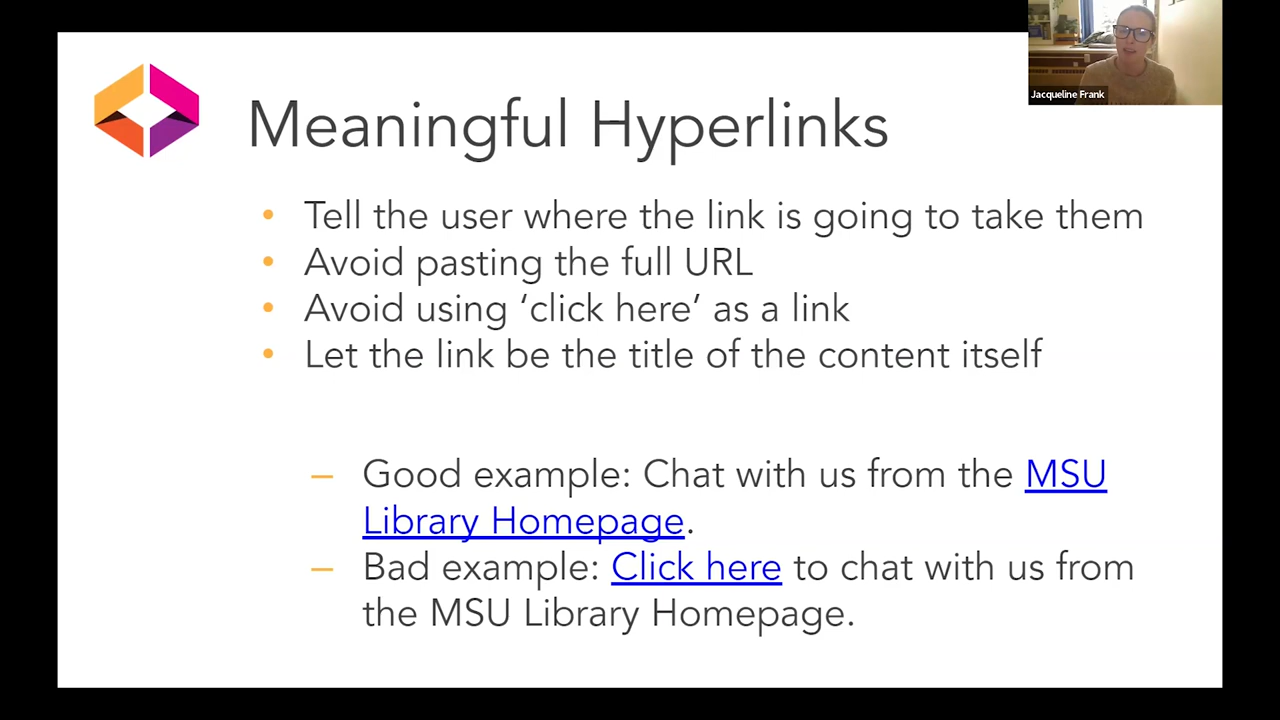 Jacqueline Frank
Meaningful Hyperlinks
• Tell the user where the link is going to take them
• Avoid pasting the full URL
• Avoid using ‘click here’ as a link
• Let the link be the title of the content itself
– Good example: Chat with us from the MSU
Library Homepage.
– Bad example: Click here to chat with us from
the MSU Library Homepage.